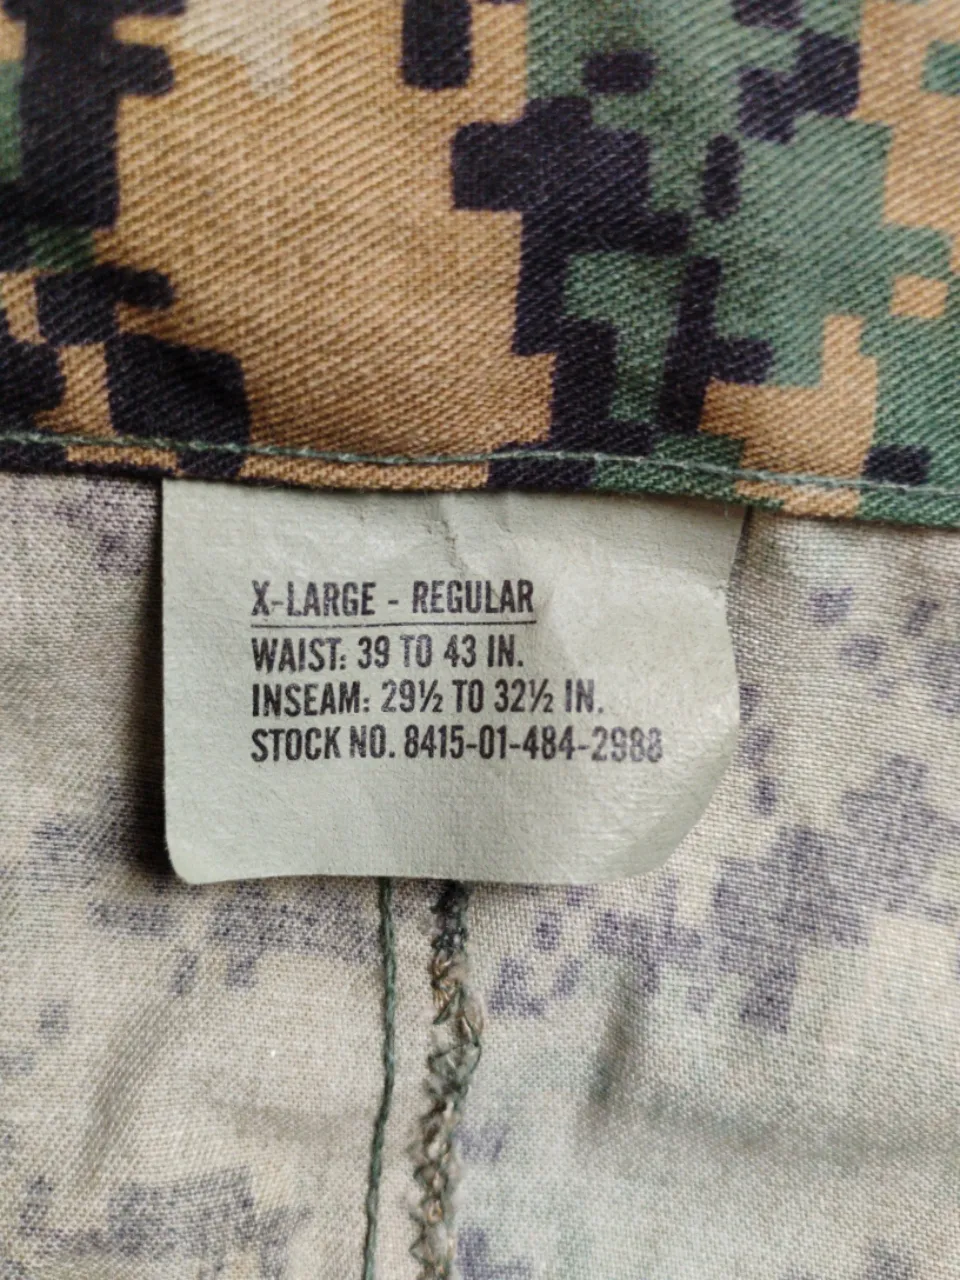 X-LARGE - REGULAR
WAIST: 39 TO 43 IN.
INSEAM: 29½ TO 32½ IN.
STOCK NO. 8415-01-484-2988